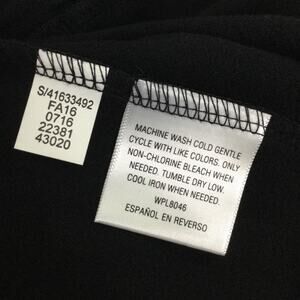 S/41633492
FA16
0716
22381
43020
MACHINE WASH COLD GENTLE
CYCLE WITH LIKE COLORS. ONLY
NON-CHLORINE BLEACH WHEN
NEEDED. TUMBLE DRY LOW.
COOL IRON WHEN NEEDED.
WPL8046
ESPAÑOL EN REVERSO